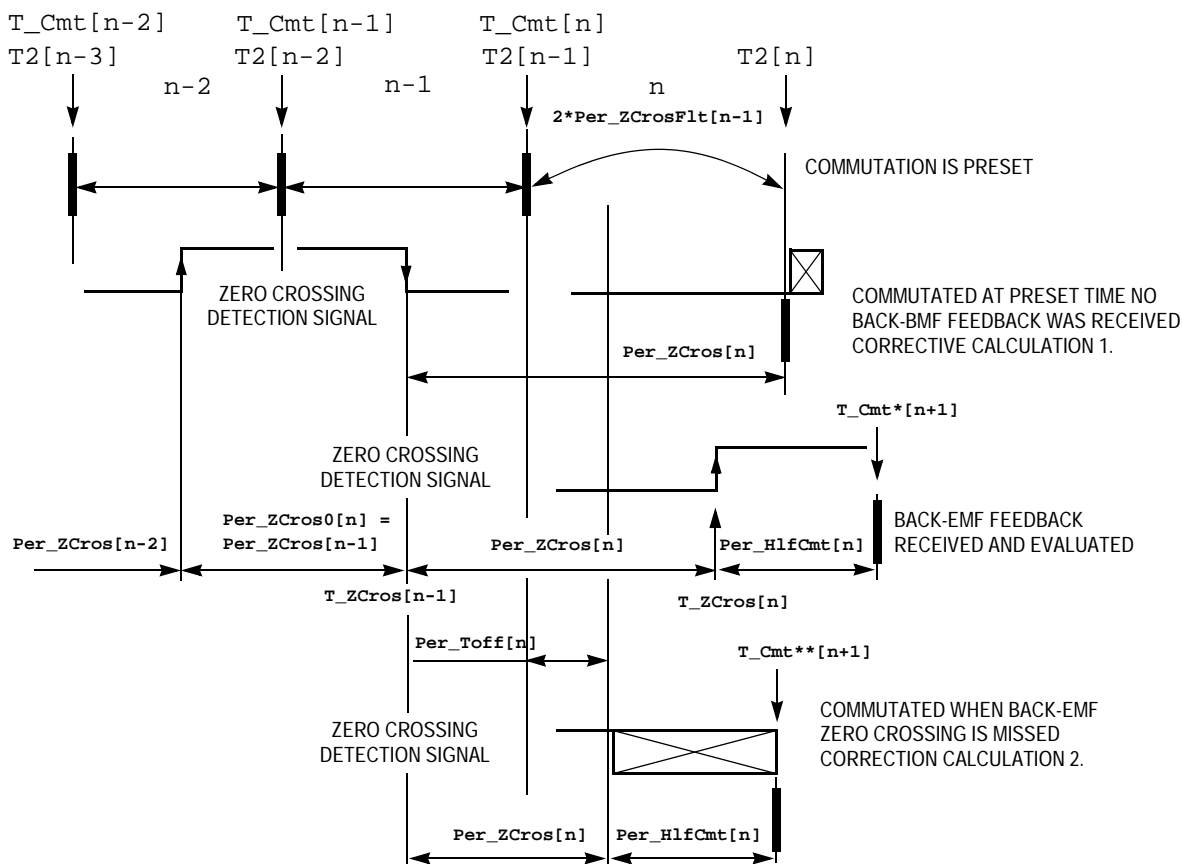 T_Cmt[n-2] T_Cmt[n-1] T_Cmt[n]
T2[n-3] T2[n-2] T2[n-1] T2[n]
n-2 n-1 n
2*Per_ZCrosFlt[n-1]
COMMUTATION IS PRESET
ZERO CROSSING
DETECTION SIGNAL
COMMUTATED AT PRESET TIME NO
BACK-BMF FEEDBACK WAS RECEIVED
CORRECTIVE CALCULATION 1.
Per_ZCros[n]
T_Cmt*[n+1]
ZERO CROSSING
DETECTION SIGNAL
Per_ZCros[n-2]
Per_ZCros0[n] =
Per_ZCros[n-1]
Per_ZCros[n]
Per_HlfCmt[n]
BACK-EMF FEEDBACK
RECEIVED AND EVALUATED
T_ZCros[n-1]
T_ZCros[n]
Per_Toff[n]
T_Cmt**[n+1]
ZERO CROSSING
DETECTION SIGNAL
COMMUTATED WHEN BACK-EMF
ZERO CROSSING IS MISSED
CORRECTION CALCULATION 2.
Per_ZCros[n]
Per_HlfCmt[n]